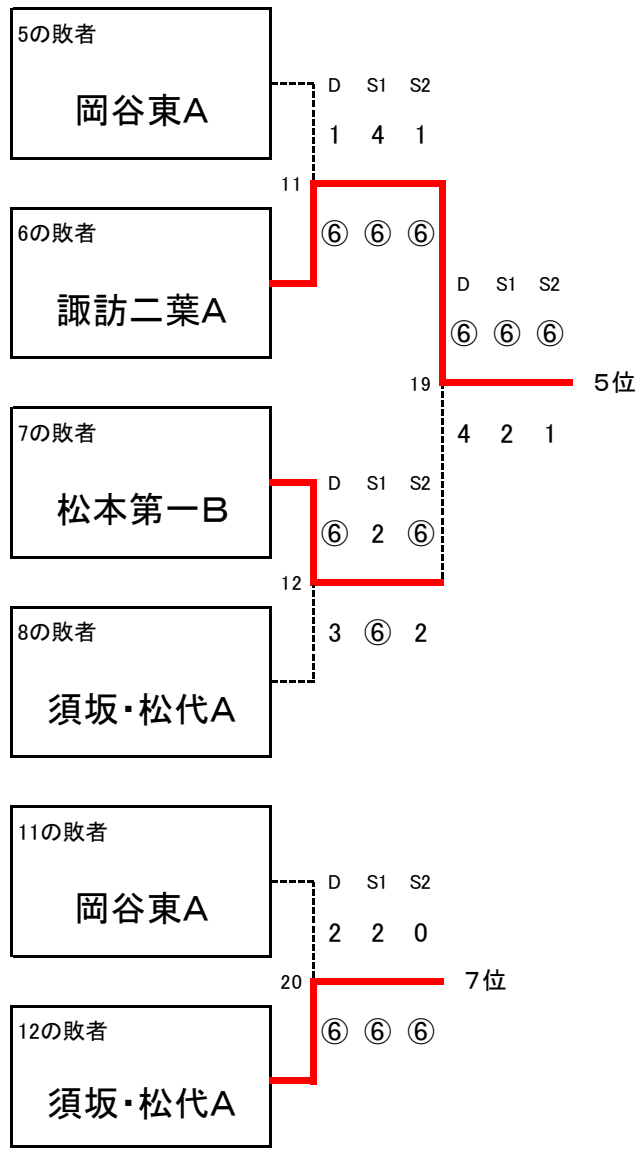 5の敗者
岡谷東A
D S1 S2
1 4 1
11
6の敗者
⑥ ⑥ ⑥
諏訪二葉A
D S1 S2
⑥ ⑥ ⑥
19
5位
7の敗者
4 2 1
松本第一B
D S1 S2
⑥ 2 ⑥
12
8の敗者
3 ⑥ 2
須坂・松代A
11の敗者
岡谷東A
D S1 S2
2 2 0
20
7位
12の敗者
⑥ ⑥ ⑥
須坂・松代A